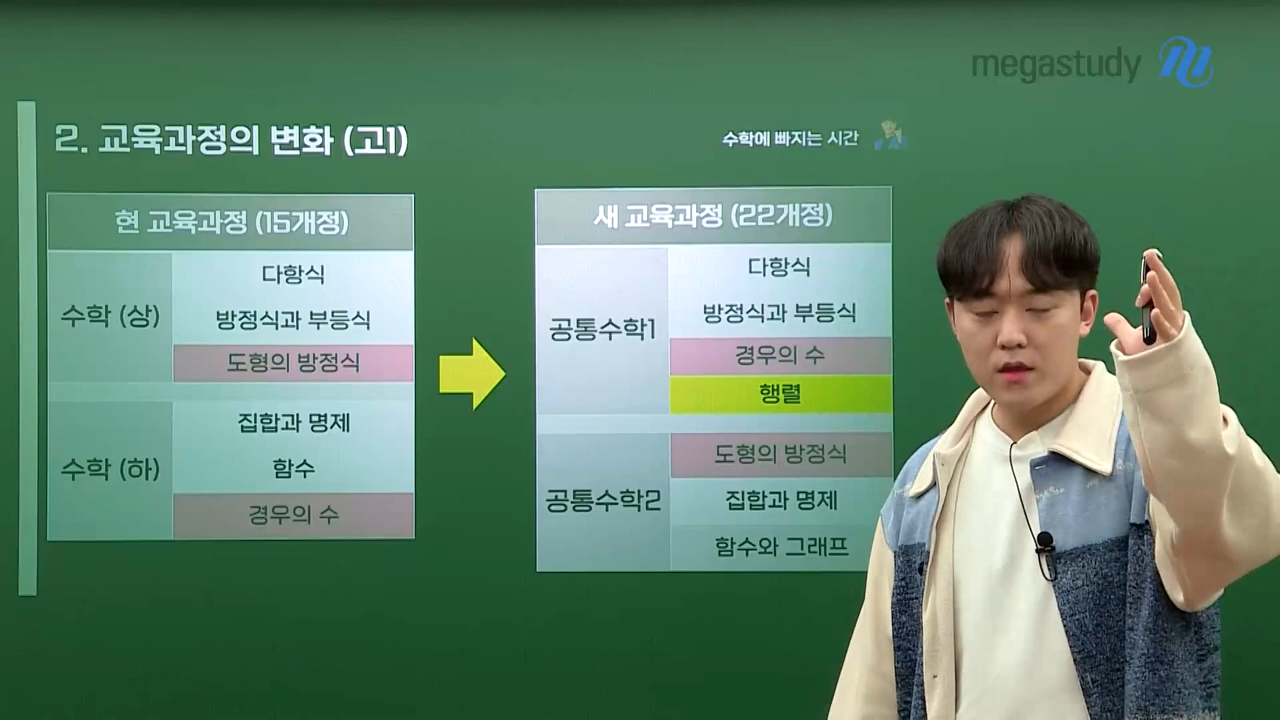 megastudy
2. 교육과정의 변화 (고1)
수학에 빠지는 시간
현 교육과정 (15개정)
수학 (상)
다항식
방정식과 부등식
도형의 방정식
수학 (하)
집합과 명제
함수
경우의 수
새 교육과정 (22개정)
공통수학1
다항식
방정식과 부등식
경우의 수
행렬
공통수학2
도형의 방정식
집합과 명제
함수와 그래프